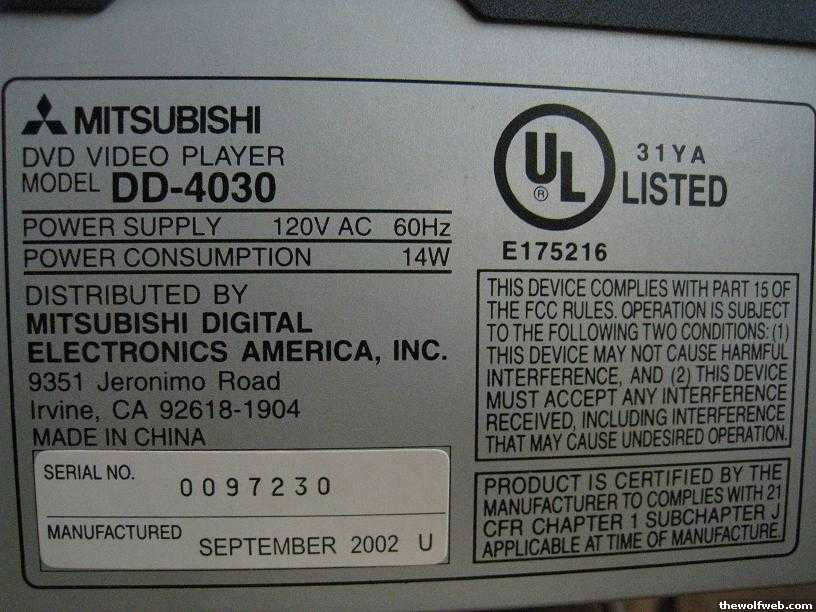 MITSUBISHI
DVD VIDEO PLAYER
MODEL DD-4030
POWER SUPPLY 120V AC 60Hz
POWER CONSUMPTION 14W
DISTRIBUTED BY
MITSUBISHI DIGITAL
ELECTRONICS AMERICA, INC.
9351 Jeronimo Road
Irvine, CA 92618-1904
MADE IN CHINA
SERIAL NO. 0097230
MANUFACTURED SEPTEMBER 2002 U
UL ®
31YA
LISTED
E175216
THIS DEVICE COMPLIES WITH PART 15 OF
THE FCC RULES. OPERATION IS SUBJECT
TO THE FOLLOWING TWO CONDITIONS: (1)
THIS DEVICE MAY NOT CAUSE HARMFUL
INTERFERENCE, AND (2) THIS DEVICE
MUST ACCEPT ANY INTERFERENCE
RECEIVED, INCLUDING INTERFERENCE
THAT MAY CAUSE UNDESIRED OPERATION.
PRODUCT IS CERTIFIED BY THE
MANUFACTURER TO COMPLIES WITH 21
CFR CHAPTER 1 SUBCHAPTER J
APPLICABLE AT TIME OF MANUFACTURE.
thewolfweb.com